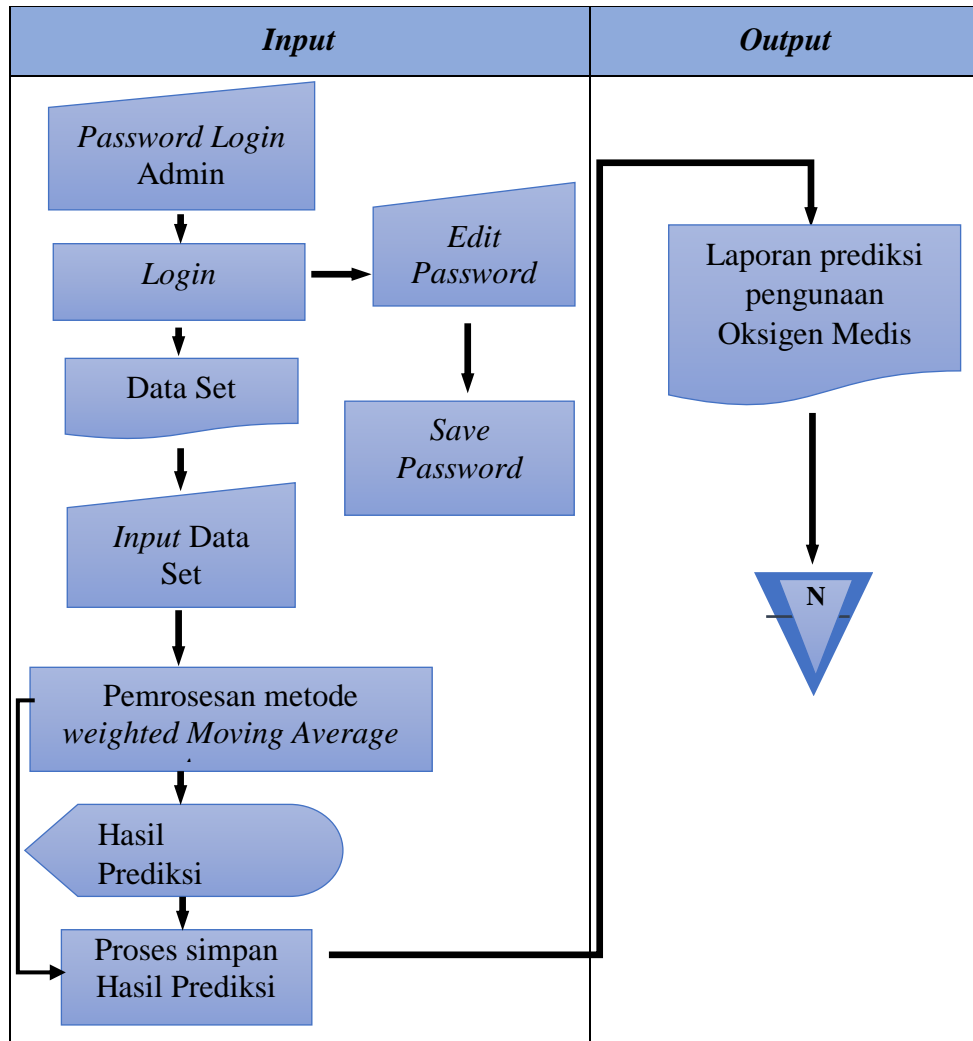 Input
Output
Password Login
Admin
Login
Edit
Password
Data Set
Save
Password
Input Data
Set
Pemrosesan metode
weighted Moving Average
Hasil
Prediksi
Proses simpan
Hasil Prediksi
Laporan prediksi
pengunaan
Oksigen Medis
N